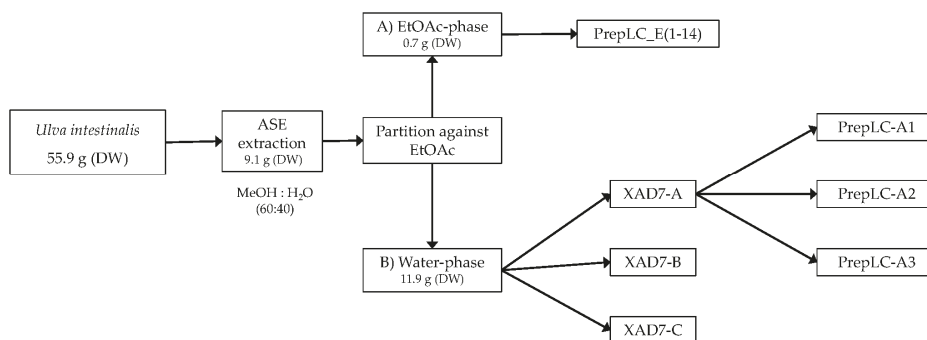 Ulva intestinalis
55.9 g (DW)
ASE
extraction
9.1 g (DW)
MeOH : H₂O
(60:40)
A) EtOAc-phase
0.7 g (DW)
PrepLC_E(1-14)
Partition against
EtOAc
B) Water-phase
11.9 g (DW)
XAD7-A
XAD7-B
XAD7-C
PrepLC-A1
PrepLC-A2
PrepLC-A3